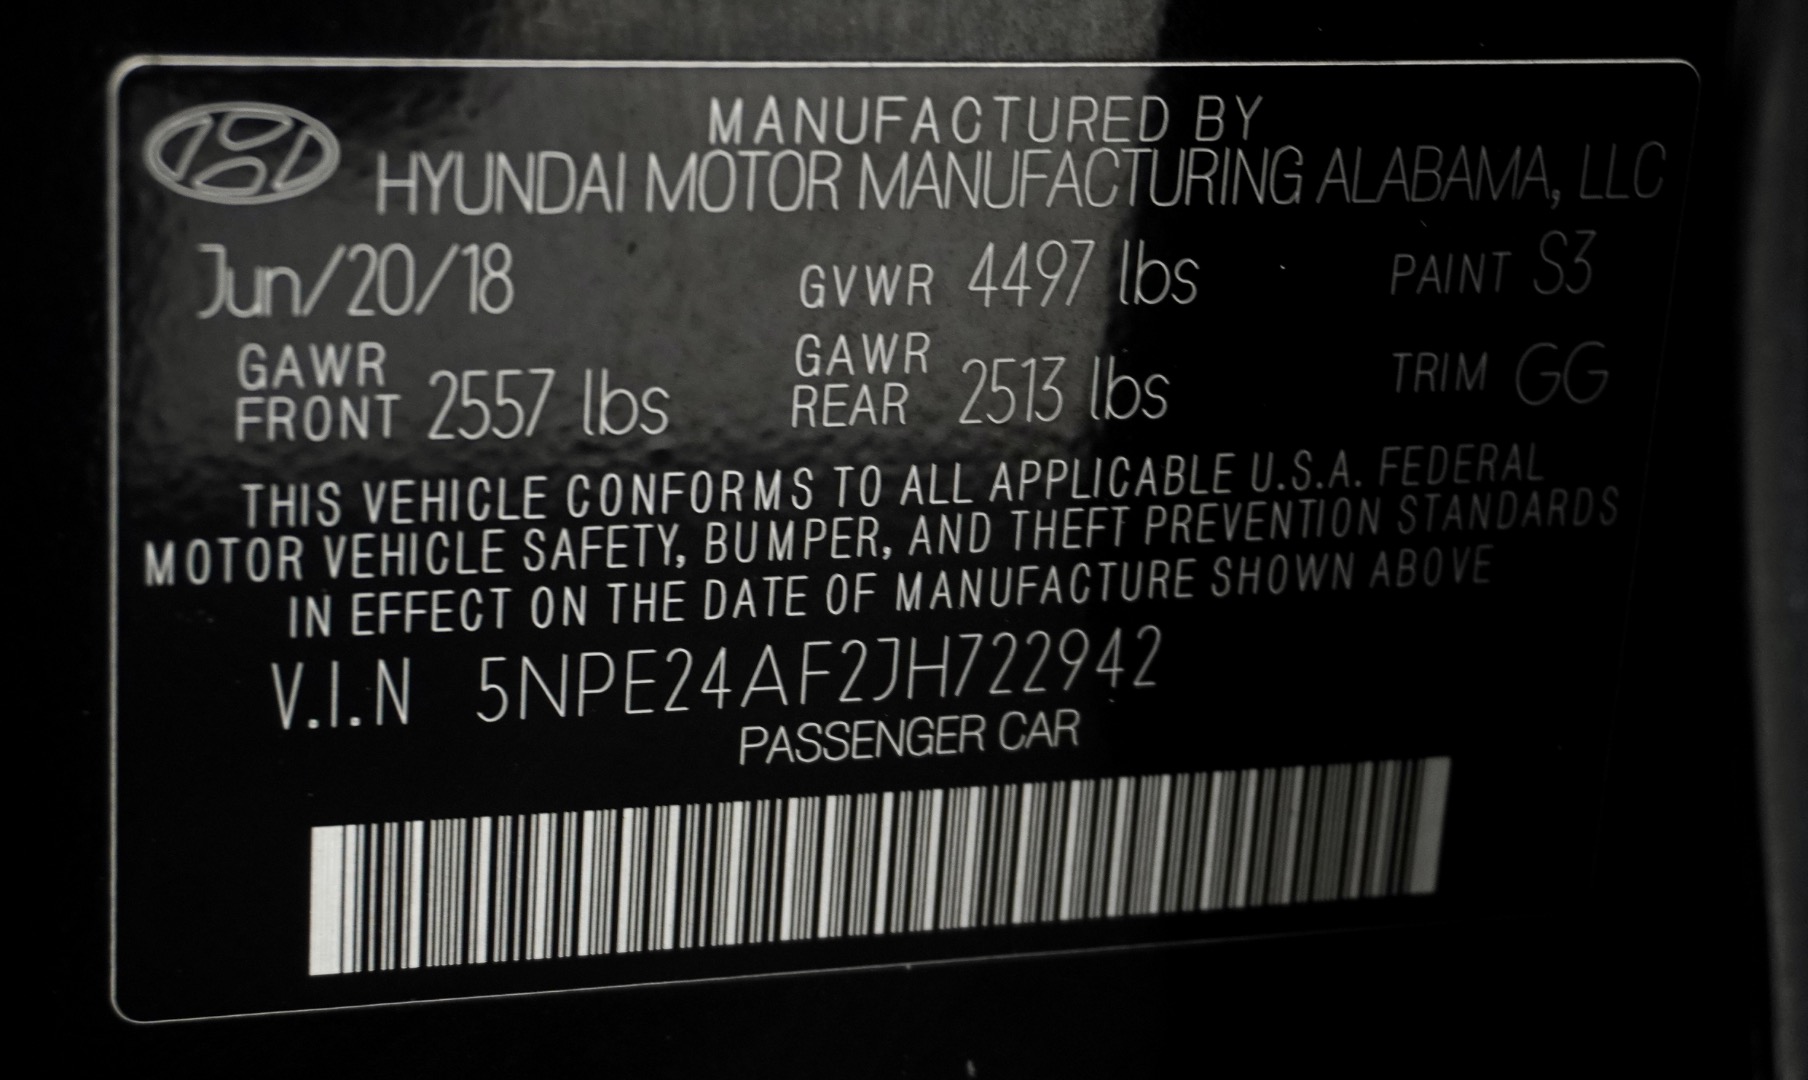 MANUFACTURED BY
HYUNDAI MOTOR MANUFACTURING ALABAMA, LLC
Jun/20/18 GVWR 4497 lbs PAINT S3
GAWR FRONT 2557 lbs GAWR REAR 2513 lbs TRIM GG
THIS VEHICLE CONFORMS TO ALL APPLICABLE U.S.A. FEDERAL
MOTOR VEHICLE SAFETY, BUMPER, AND THEFT PREVENTION STANDARDS
IN EFFECT ON THE DATE OF MANUFACTURE SHOWN ABOVE
V.I.N 5NPE24AF2JH722942
PASSENGER CAR